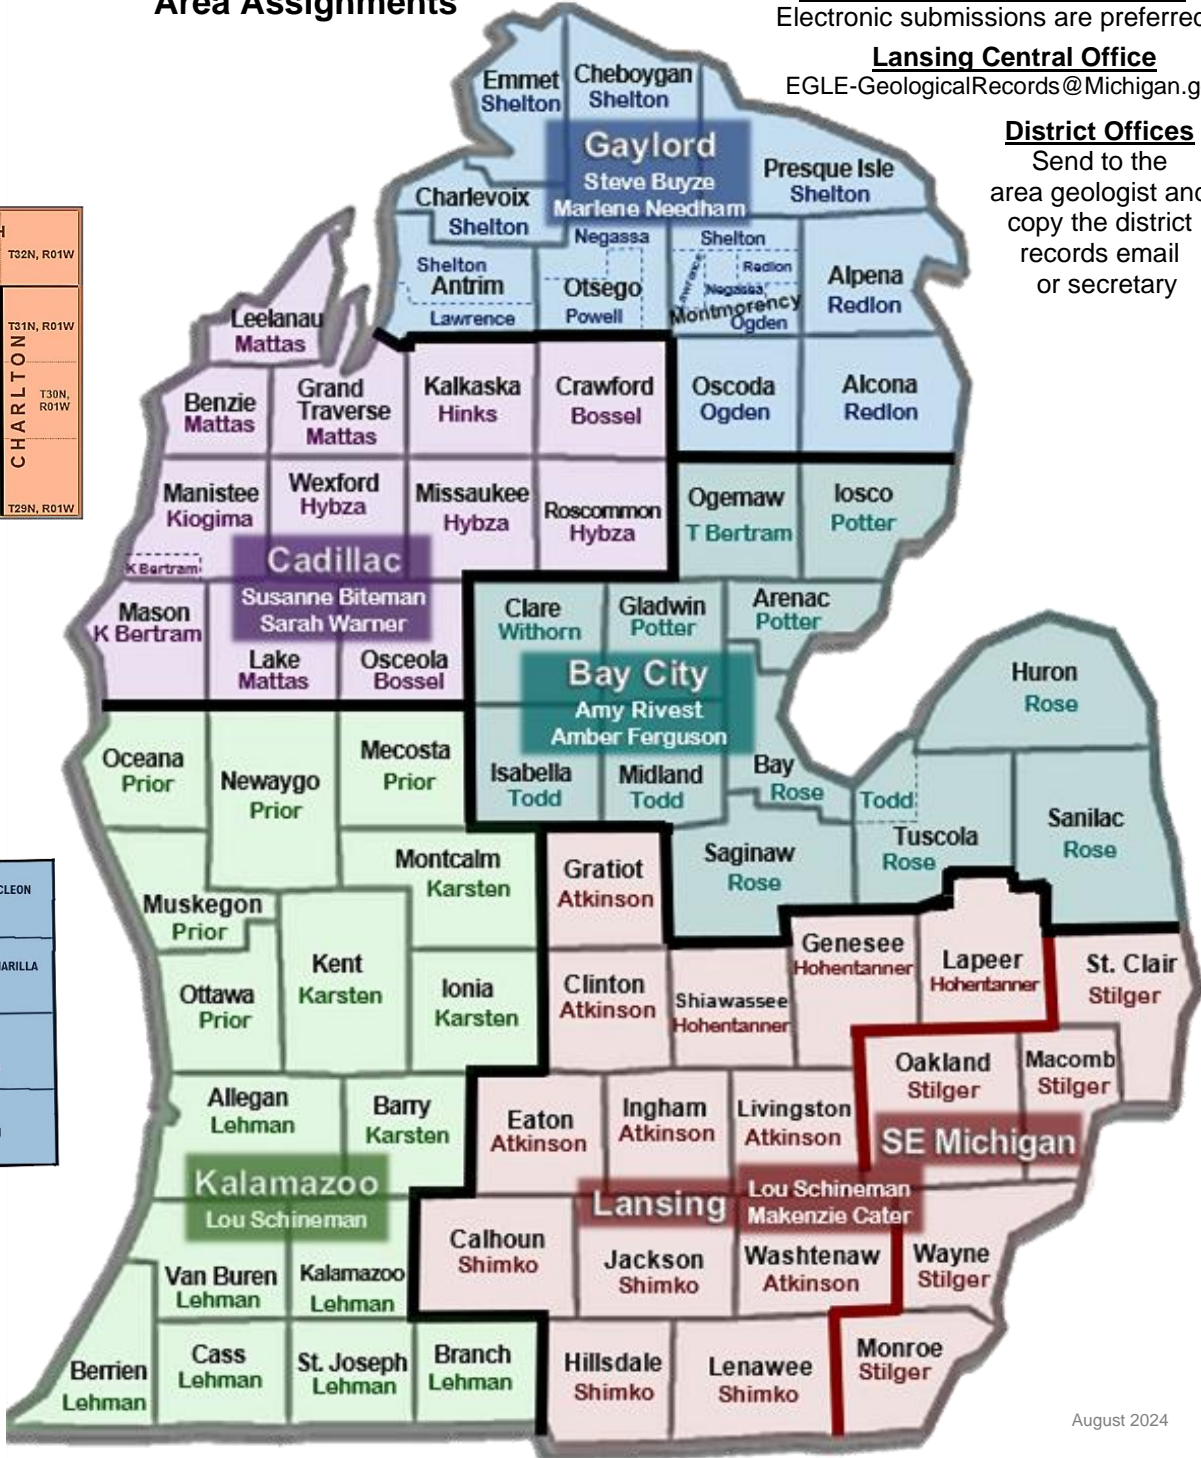 Area Assignments
Electronic submissions are preferred
Lansing Central Office
EGLE-GeologicalRecords@Michigan.g
District Offices
Send to the
area geologist and
copy the district
records email
or secretary
H
T32N, R01W
T31N, R01W
CHARLTON
T30N,
R01W
T29N, R01W
CLEON
MARILLA
Emmet
Shelton
Cheboygan
Shelton
Gaylord
Steve Buyze
Marlene Needham
Presque Isle
Shelton
Charlevoix
Shelton
Negassa
Shelton
Antrim
Lawrence
Otsego
Powell
Shelton
Lawrence
Redlon
Negassa
Montmorency
Ogden
Alpena
Redlon
Leelanau
Mattas
Benzie
Mattas
Grand
Traverse
Mattas
Kalkaska
Hinks
Crawford
Bossel
Oscoda
Ogden
Alcona
Redlon
Manistee
Kiogima
K Bertram
Wexford
Hybza
Missaukee
Hybza
Roscommon
Hybza
Ogemaw
T Bertram
Iosco
Potter
Cadillac
Susanne Biteman
Sarah Warner
Mason
K Bertram
Lake
Mattas
Osceola
Bossel
Clare
Withorn
Gladwin
Potter
Arenac
Potter
Bay City
Amy Rivest
Amber Ferguson
Huron
Rose
Oceana
Prior
Newaygo
Prior
Mecosta
Prior
Isabella
Todd
Midland
Todd
Bay
Rose
Todd
Tuscola
Rose
Sanilac
Rose
Montcalm
Karsten
Gratiot
Atkinson
Saginaw
Rose
Muskegon
Prior
Kent
Karsten
Ottawa
Prior
Ionia
Karsten
Clinton
Atkinson
Shiawassee
Hohentanner
Genesee
Hohentanner
Lapeer
Hohentanner
St. Clair
Stilger
Oakland
Stilger
Macomb
Stilger
Allegan
Lehman
Barry
Karsten
Eaton
Atkinson
Ingham
Atkinson
Livingston
Atkinson
SE Michigan
Kalamazoo
Lou Schineman
Lansing
Lou Schineman
Makenzie Cater
Calhoun
Shimko
Jackson
Shimko
Washtenaw
Atkinson
Wayne
Stilger
Van Buren
Lehman
Kalamazoo
Lehman
Berrien
Lehman
Cass
Lehman
St. Joseph
Lehman
Branch
Lehman
Hillsdale
Shimko
Lenawee
Shimko
Monroe
Stilger
August 2024